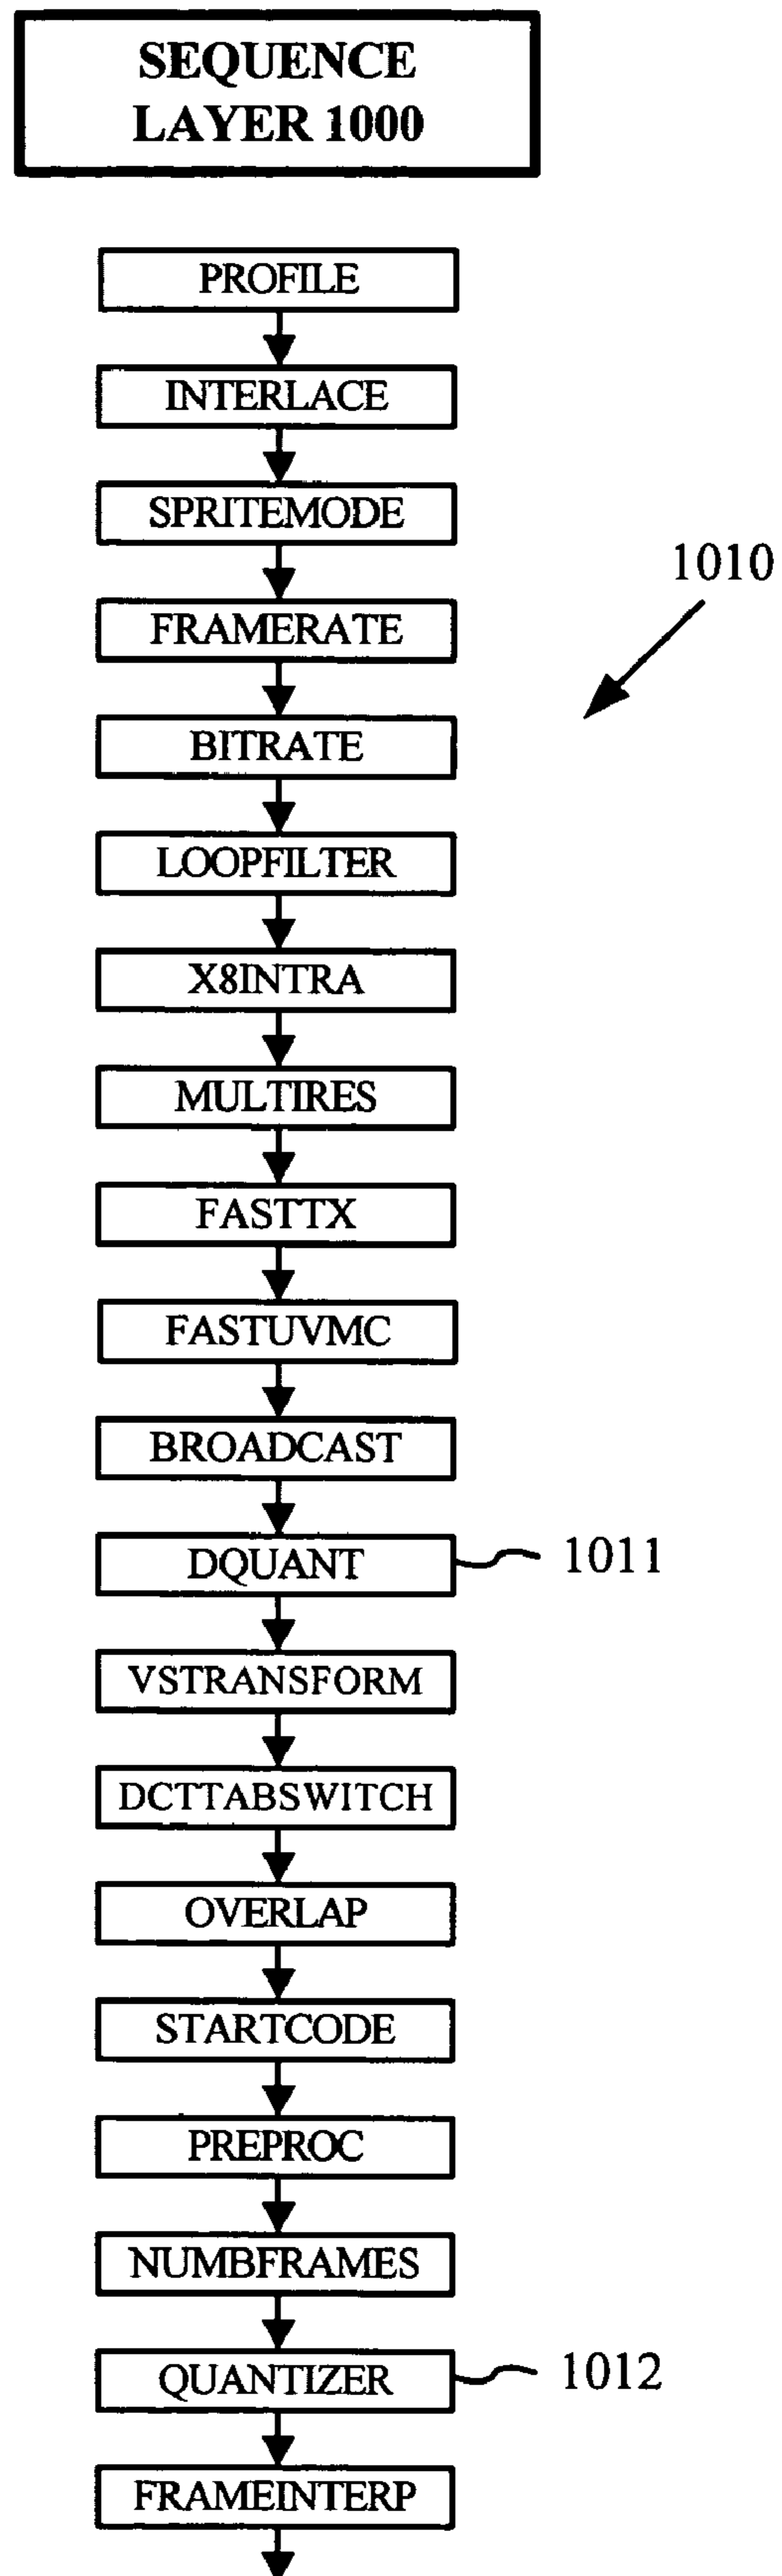 SEQUENCE
LAYER 1000
PROFILE
INTERLACE
SPRITEMODE
1010
FRAMERATE
BITRATE
LOOPFILTER
X8INTRA
MULTIRES
FASTTX
FASTUVMC
BROADCAST
DQUANT
1011
VSTRANSFORM
DCTTABSWITCH
OVERLAP
STARTCODE
PREPROC
NUMBFRAMES
QUANTIZER
1012
FRAMEINTERP